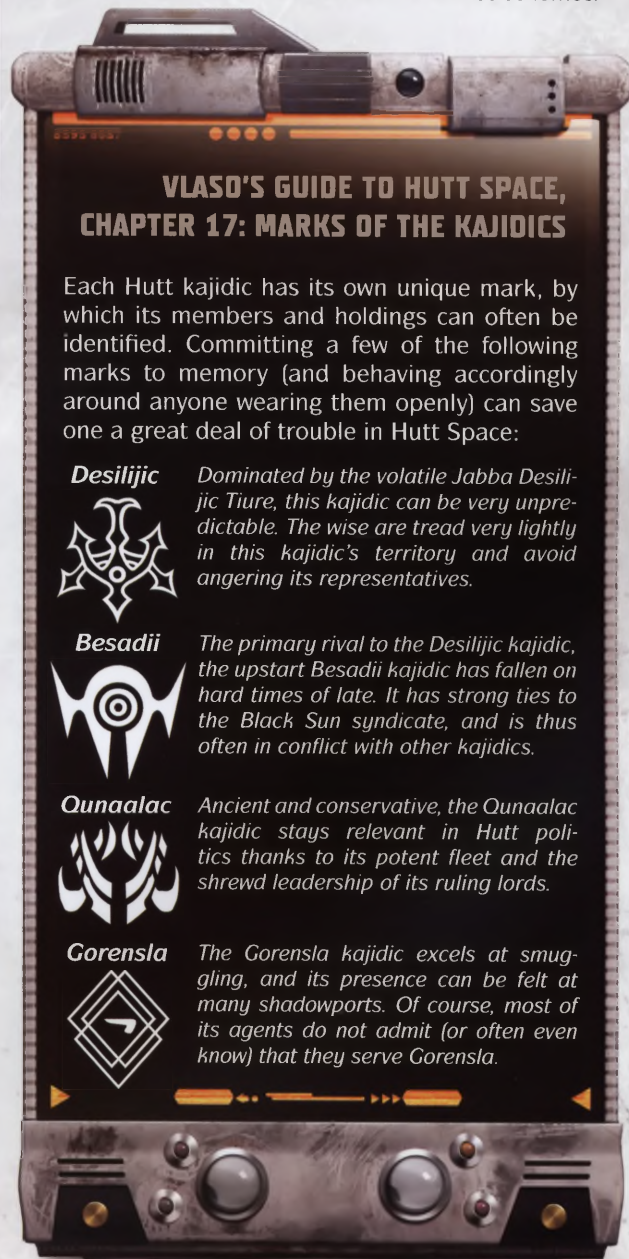 VLASO'S GUIDE TO HUTT SPACE,
CHAPTER 17: MARKS OF THE KAJIDICS
Each Hutt kajidic has its own unique mark, by
which its members and holdings can often be
identified. Committing a few of the following
marks to memory (and behaving accordingly
around anyone wearing them openly) can save
one a great deal of trouble in Hutt Space:
Desilijic
Dominated by the volatile Jabba Desili-
jic Tiure, this kajidic can be very unpre-
dictable. The wise are tread very lightly
in this kajidic's territory and avoid
angering its representatives.
Besadii
The primary rival to the Desilijic kajidic,
the upstart Besadii kajidic has fallen on
hard times of late. It has strong ties to
the Black Sun syndicate, and is thus
often in conflict with other kajidics.
Qunaalac
Ancient and conservative, the Qunaalac
kajidic stays relevant in Hutt poli-
tics thanks to its potent fleet and the
shrewd leadership of its ruling lords.
Gorensla
The Gorensla kajidic excels at smug-
gling, and its presence can be felt at
many shadowports. Of course, most of
its agents do not admit (or often even
know) that they serve Gorensla.